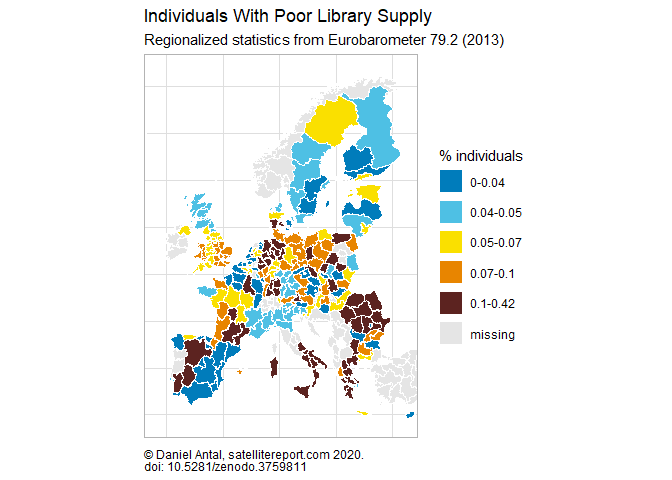 Individuals With Poor Library Supply
Regionalized statistics from Eurobarometer 79.2 (2013)
% individuals
0-0.04
0.04-0.05
0.05-0.07
0.07-0.1
0.1-0.42
missing
© Daniel Antal, satellitereport.com 2020.
doi: 10.5281/zenodo.3759811